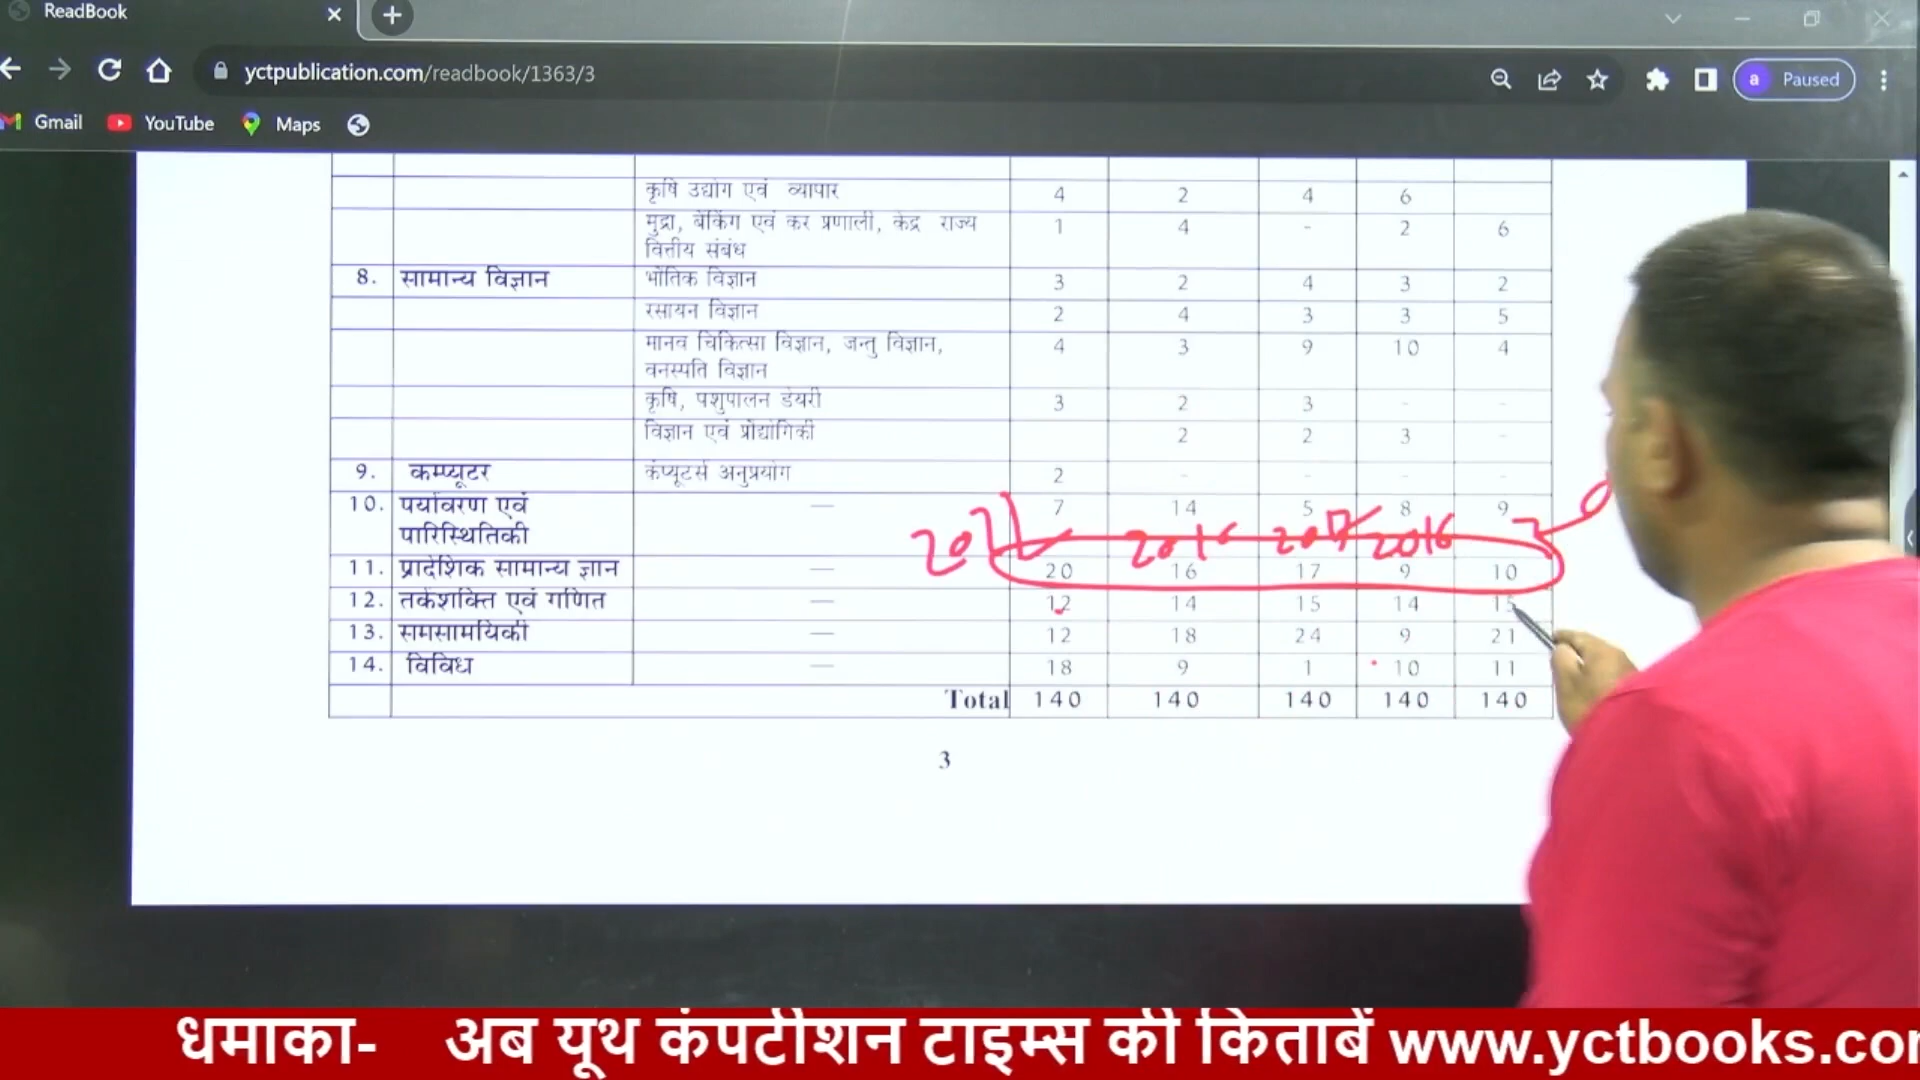 ReadBook
yctpublication.com/readbook/1363/3
a Paused
Gmail YouTube Maps
कृषि उद्योग एवं व्यापार 4 2 4 6
मुद्रा, बैंकिंग एवं कर प्रणाली, केंद्र राज्य 1 4 - 2 6
वित्तीय संबंध
8. सामान्य विज्ञान भौतिक विज्ञान 3 2 4 3 2
रसायन विज्ञान 2 4 3 3 5
मानव चिकित्सा विज्ञान, जन्तु विज्ञान, 4 3 9 10 4
वनस्पति विज्ञान
कृषि, पशुपालन डेयरी 3 2 3 - -
विज्ञान एवं प्रौद्योगिकी 2 2 3 -
9. कम्प्यूटर कंप्यूटर्स अनुप्रयोग 2 - - - -
10. पर्यावरण एवं — 7 14 5 8 9
पारिस्थितिकी
2016 2017 2016
11. प्रादेशिक सामान्य ज्ञान — 20 16 17 9 10
12. तर्कशक्ति एवं गणित — 12 14 15 14 15
13. समसामयिकी — 12 18 24 9 21
14. विविध — 18 9 1 10 11
Total 140 140 140 140 140
3
धमाका- अब यूथ कंपटीशन टाइम्स की किताबें www.yctbooks.com